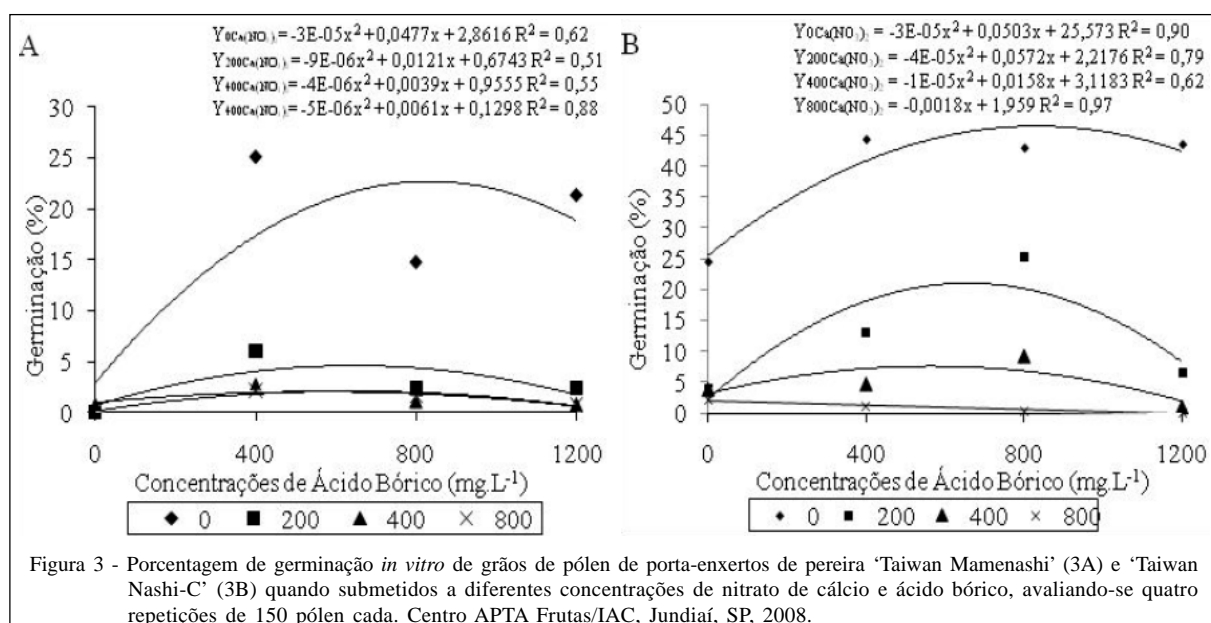 A
Y0Ca(NO3)2= -3E-05x² + 0,0477x + 2,8616 R² = 0,62
Y200Ca(NO3)2= -9E-06x² + 0,0121x + 0,6743 R² = 0,51
Y400Ca(NO3)2= -4E-06x² + 0,0039x + 0,9555 R² = 0,55
= -5E-06x² + 0,0061x + 0,1298 R² = 0,88
30
25
20
15
10
5
0
Germinação (%)
0 400 800 1200
Concentrações de Ácido Bórico (mg.L-1)
0 200 400 800
B
Y0Ca(NO3)2= -3E-05x² + 0,0503x + 25,573 R² = 0,90
Y200Ca(NO3)2= -4E-05x² + 0,0572x + 2,2176 R² = 0,79
Y400Ca(NO3)2= -1E-05x² + 0,0158x + 3,1183 R² = 0,62
Y800Ca(NO3)2 = -0,0018x + 1,959 R² = 0,97
50
45
40
35
30
25
20
15
10
5
0
Germinação (%)
0 400 800 1200
Concentrações de Ácido Bórico (mg.L-1)
0 200 400 800
Figura 3 - Porcentagem de germinação in vitro de grãos de pólen de porta-enxertos de pereira ‘Taiwan Mamenashi’ (3A) e ‘Taiwan
Nashi-C’ (3B) quando submetidos a diferentes concentrações de nitrato de cálcio e ácido bórico, avaliando-se quatro
repetições de 150 pólen cada. Centro APTA Frutas/IAC, Jundiaí, SP, 2008.